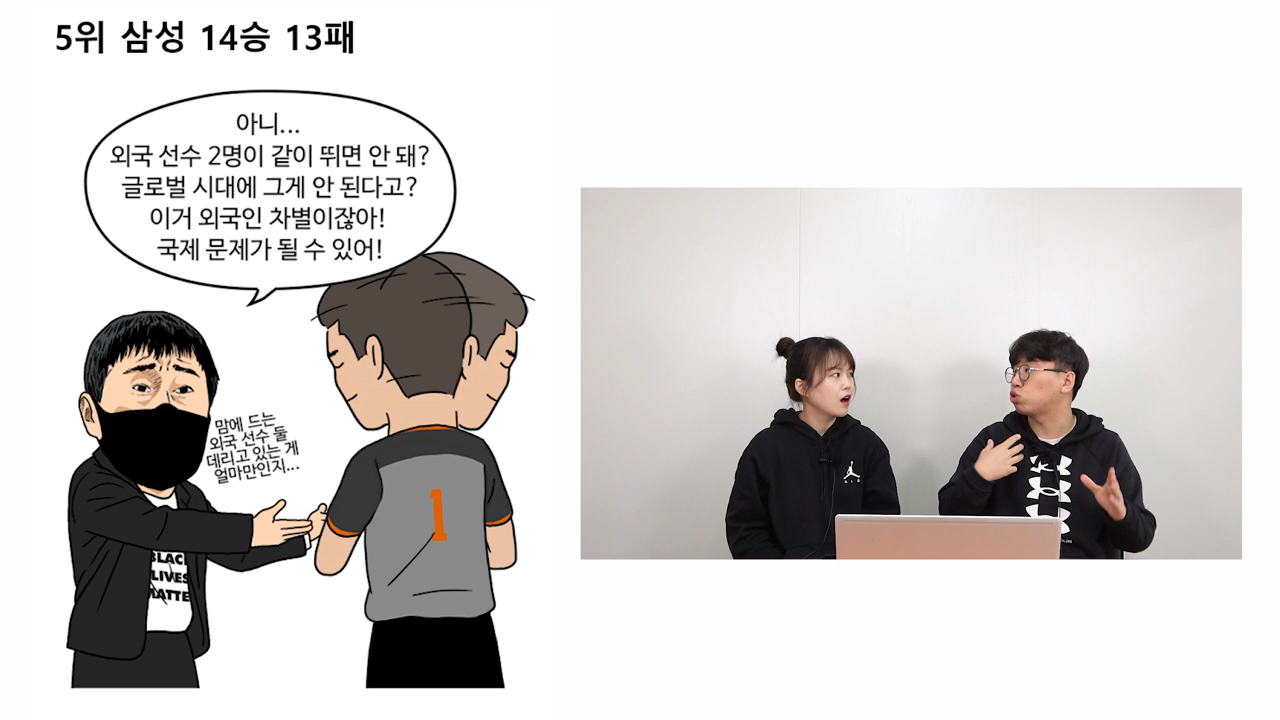 5위 삼성 14승 13패
아니...
외국 선수 2명이 같이 뛰면 안 돼?
글로벌 시대에 그게 안 된다고?
이거 외국인 차별이잖아!
국제 문제가 될 수 있어!
맘에 드는
외국 선수 둘
데리고 있는 게
얼마만인지...
1
BLACK
LIVES
MATTE
AIR